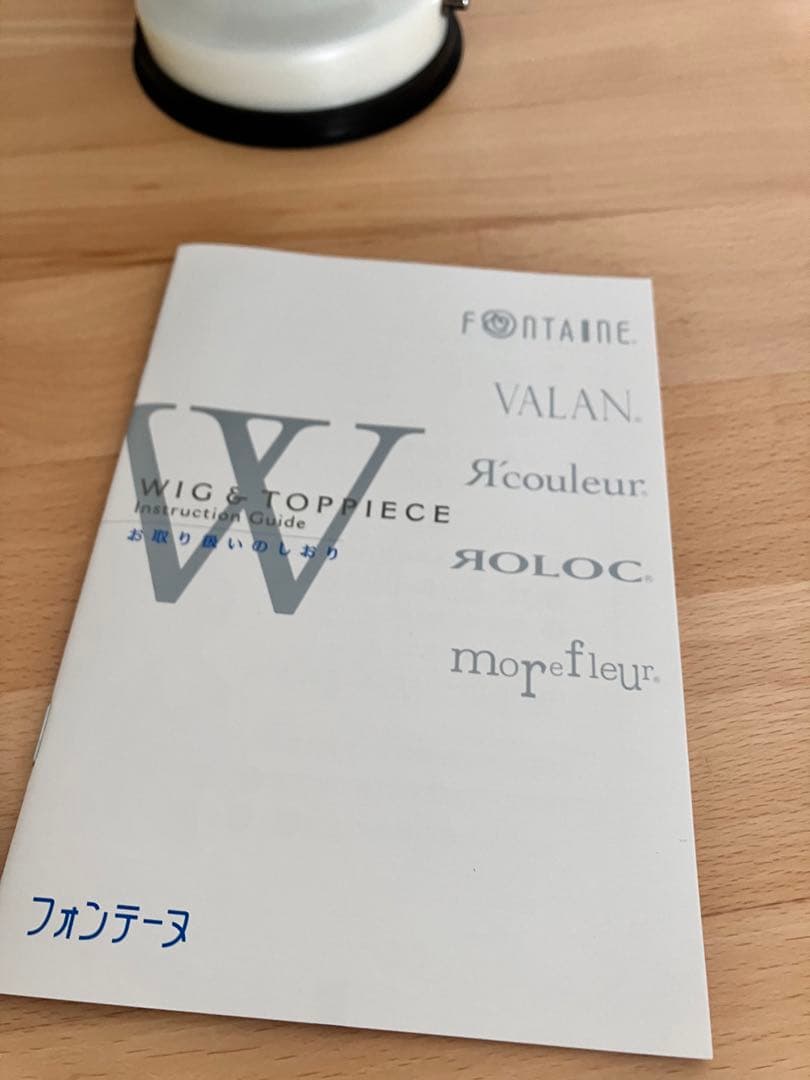 FONTAINE®
VALAN®
Я'couleur®
ЯOLOC®
morefleur®
W
WIG & TOPPIECE
Instruction Guide
お取り扱いのしおり
フォンテーヌ